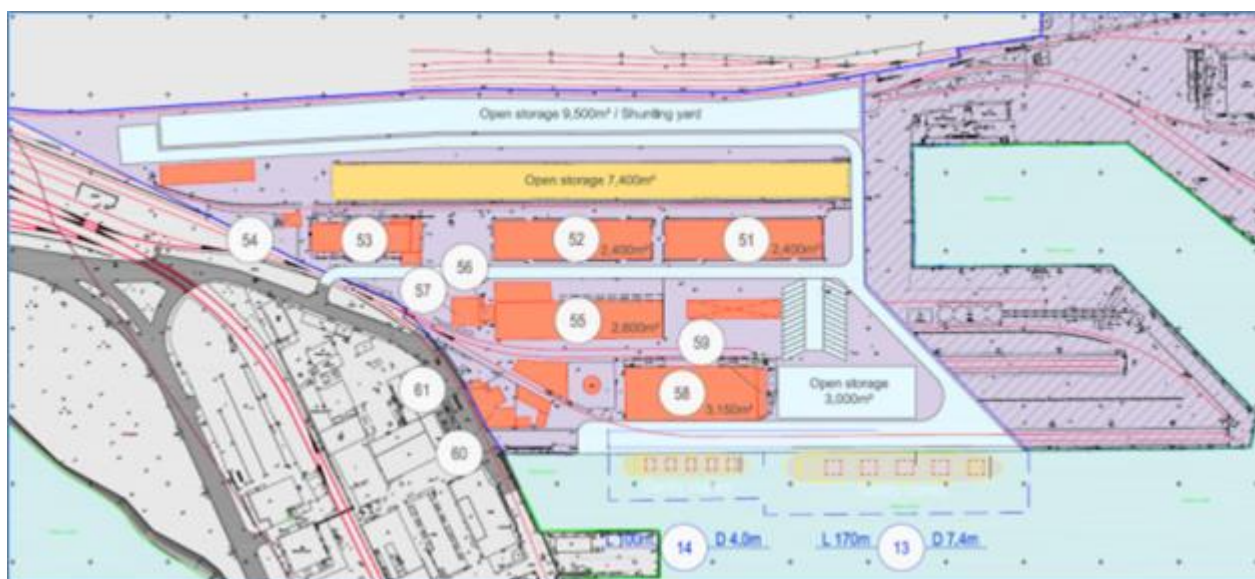 Open storage 9,500m² / Shunting yard
Open storage 7,400m²
54
53
52
2,400m²
51
2,400m²
56
57
55
2,600m²
59
61
58
3,150m²
Open storage
3,000m²
60
L 100m
14
D 4,0m
L 170m
13
D 7,4m